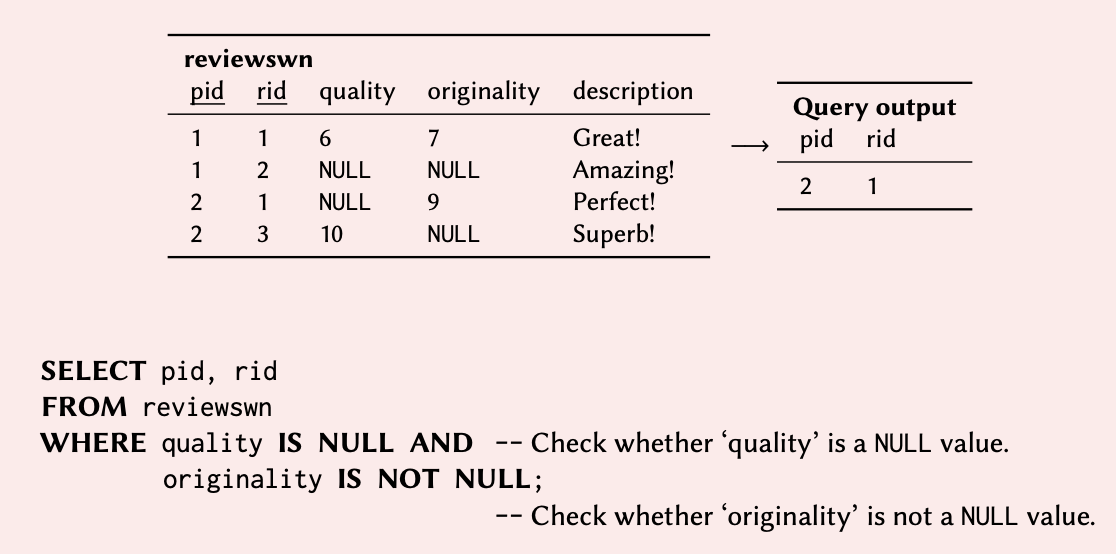 reviewswn
pid rid quality originality description
1 1 6 7 Great!
1 2 NULL NULL Amazing!
2 1 NULL 9 Perfect!
2 3 10 NULL Superb!
⟶
Query output
pid rid
2 1
SELECT pid, rid
FROM reviewswn
WHERE quality IS NULL AND -- Check whether ‘quality’ is a NULL value.
originality IS NOT NULL;
-- Check whether ‘originality’ is not a NULL value.